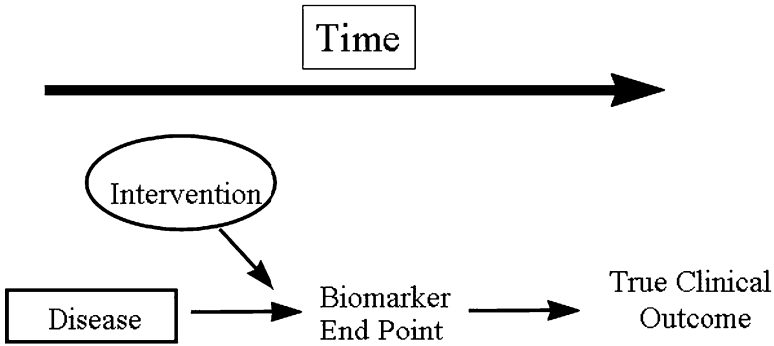 Time
Intervention
Disease
Biomarker
End Point
True Clinical
Outcome